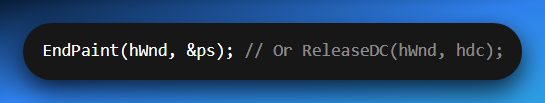 EndPaint(hWnd, &ps); // Or ReleaseDC(hWnd, hdc);